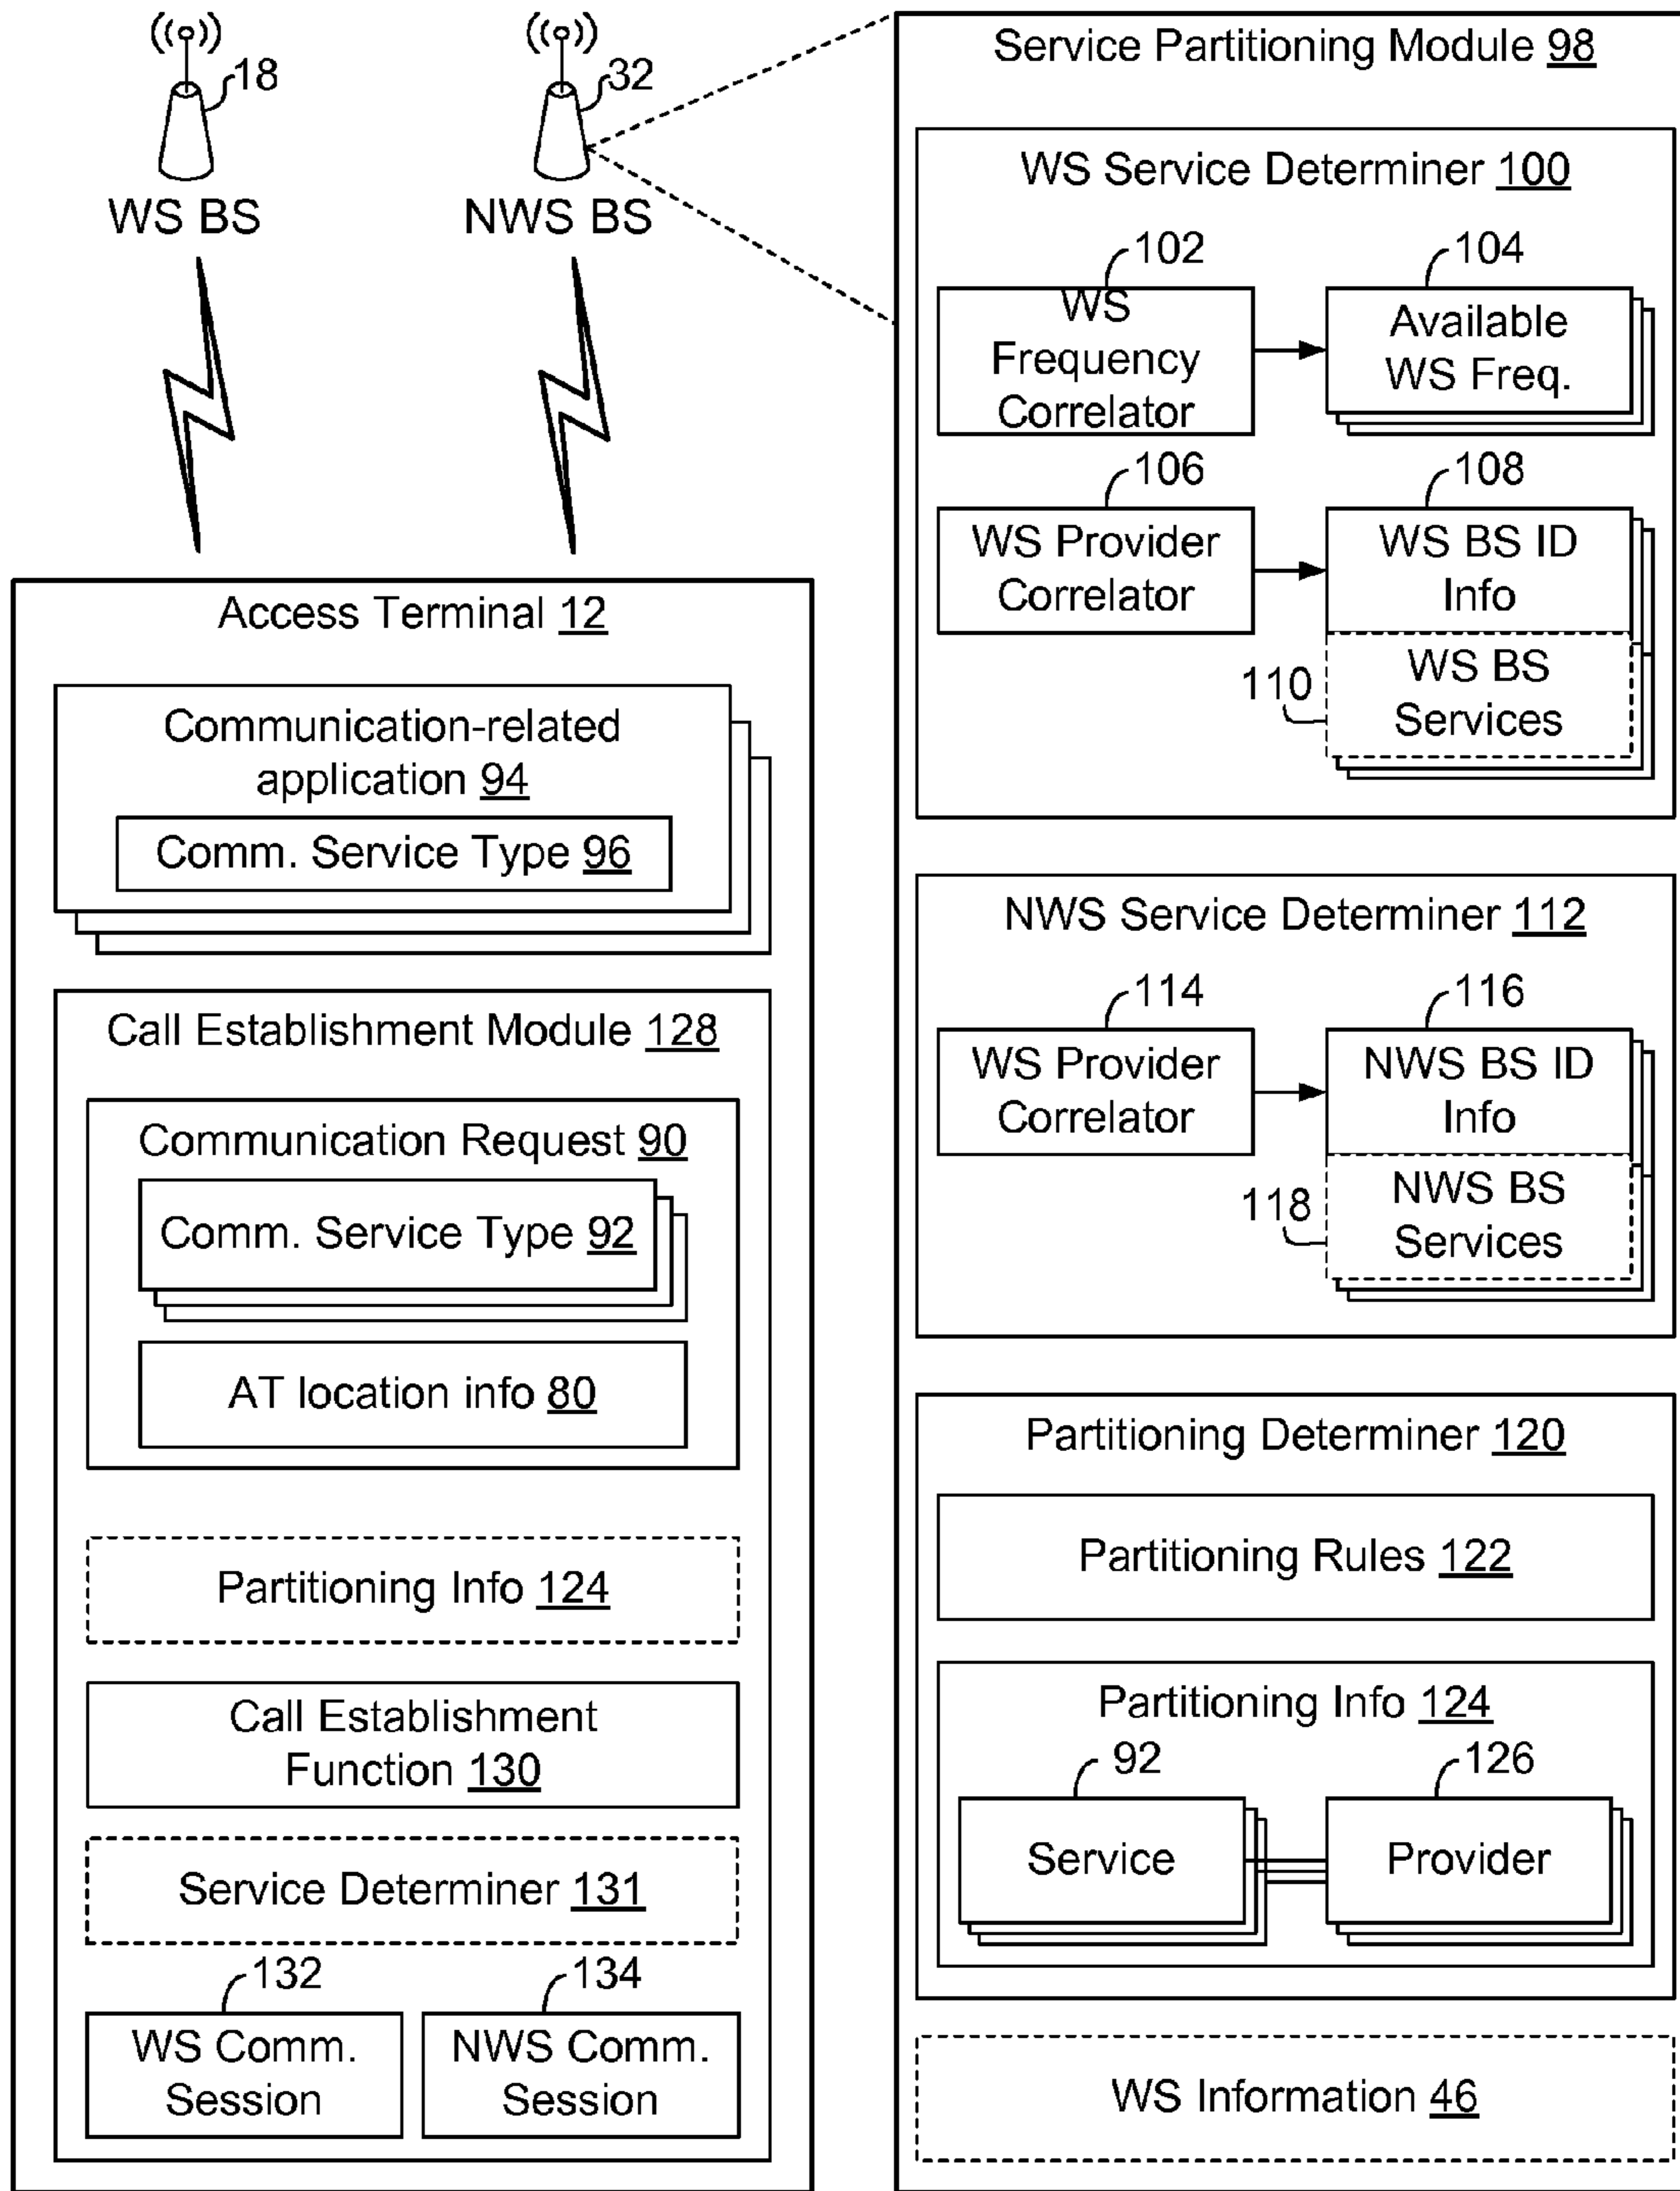 18
32
WS BS
NWS BS
Access Terminal 12
Communication-related
application 94
Comm. Service Type 96
Call Establishment Module 128
Communication Request 90
Comm. Service Type 92
AT location info 80
Partitioning Info 124
Call Establishment
Function 130
Service Determiner 131
132
134
WS Comm.
Session
NWS Comm.
Session
Service Partitioning Module 98
WS Service Determiner 100
102
104
WS
Frequency
Correlator
Available
WS Freq.
106
108
WS Provider
Correlator
WS BS ID
Info
110
WS BS
Services
NWS Service Determiner 112
114
116
WS Provider
Correlator
NWS BS ID
Info
118
NWS BS
Services
Partitioning Determiner 120
Partitioning Rules 122
Partitioning Info 124
92
126
Service
Provider
WS Information 46